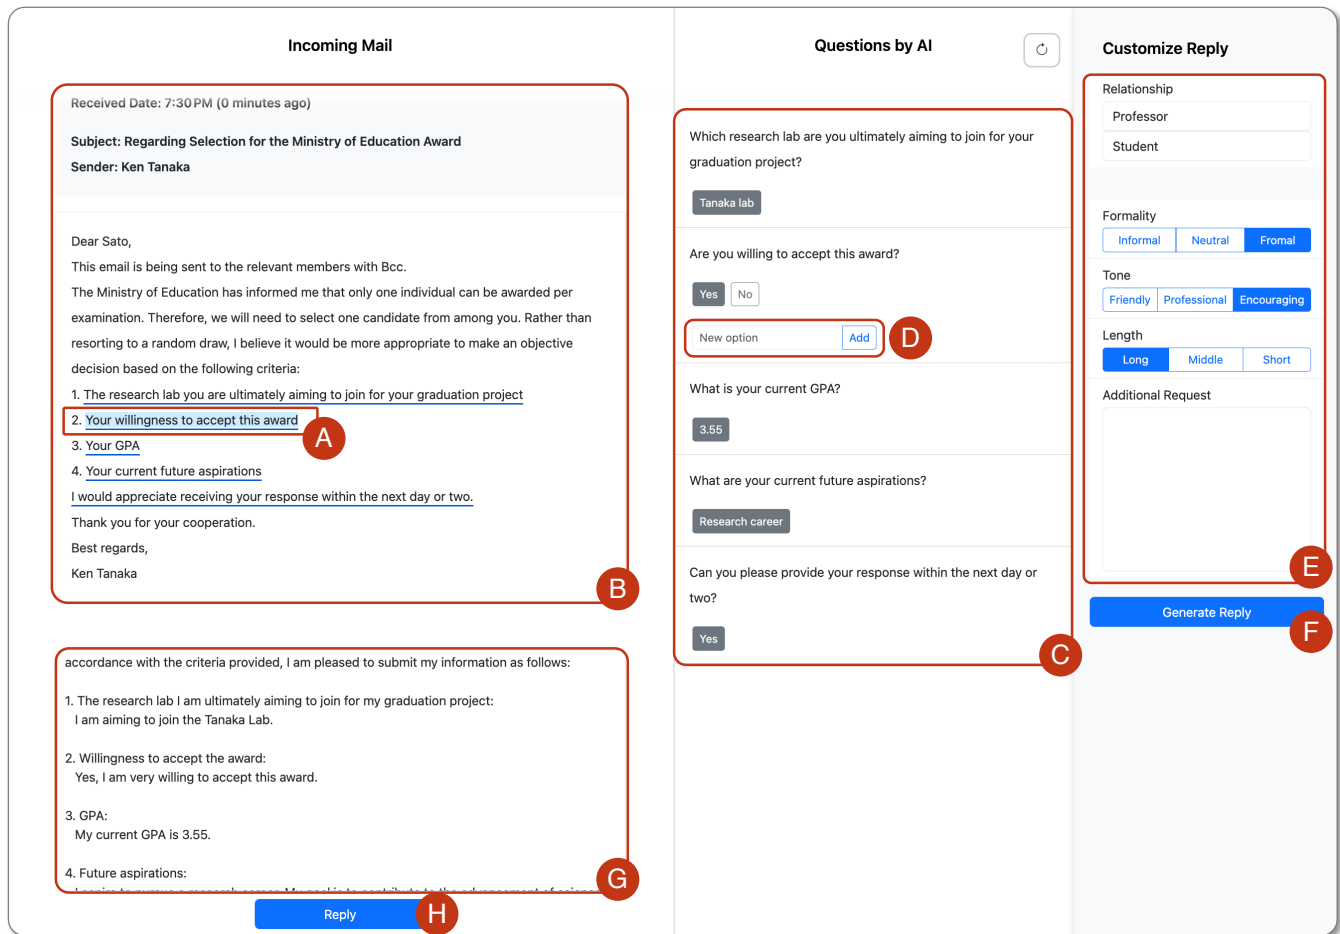 Incoming Mail
Received Date: 7:30 PM (0 minutes ago)
Subject: Regarding Selection for the Ministry of Education Award
Sender: Ken Tanaka
Dear Sato,
This email is being sent to the relevant members with Bcc.
The Ministry of Education has informed me that only one individual can be awarded per
examination. Therefore, we will need to select one candidate from among you. Rather than
resorting to a random draw, I believe it would be more appropriate to make an objective
decision based on the following criteria:
1. The research lab you are ultimately aiming to join for your graduation project
2. Your willingness to accept this award
A
3. Your GPA
4. Your current future aspirations
I would appreciate receiving your response within the next day or two.
Thank you for your cooperation.
Best regards,
Ken Tanaka
B
accordance with the criteria provided, I am pleased to submit my information as follows:
1. The research lab I am ultimately aiming to join for my graduation project:
I am aiming to join the Tanaka Lab.
2. Willingness to accept the award:
Yes, I am very willing to accept this award.
3. GPA:
My current GPA is 3.55.
4. Future aspirations:
G
Reply
H
Questions by AI
Which research lab are you ultimately aiming to join for your
graduation project?
Tanaka lab
Are you willing to accept this award?
Yes No
New option Add
D
What is your current GPA?
3.55
What are your current future aspirations?
Research career
Can you please provide your response within the next day or
two?
Yes
C
Customize Reply
Relationship
Professor
Student
Formality
Informal Neutral Fromal
Tone
Friendly Professional Encouraging
Length
Long Middle Short
Additional Request
E
Generate Reply
F